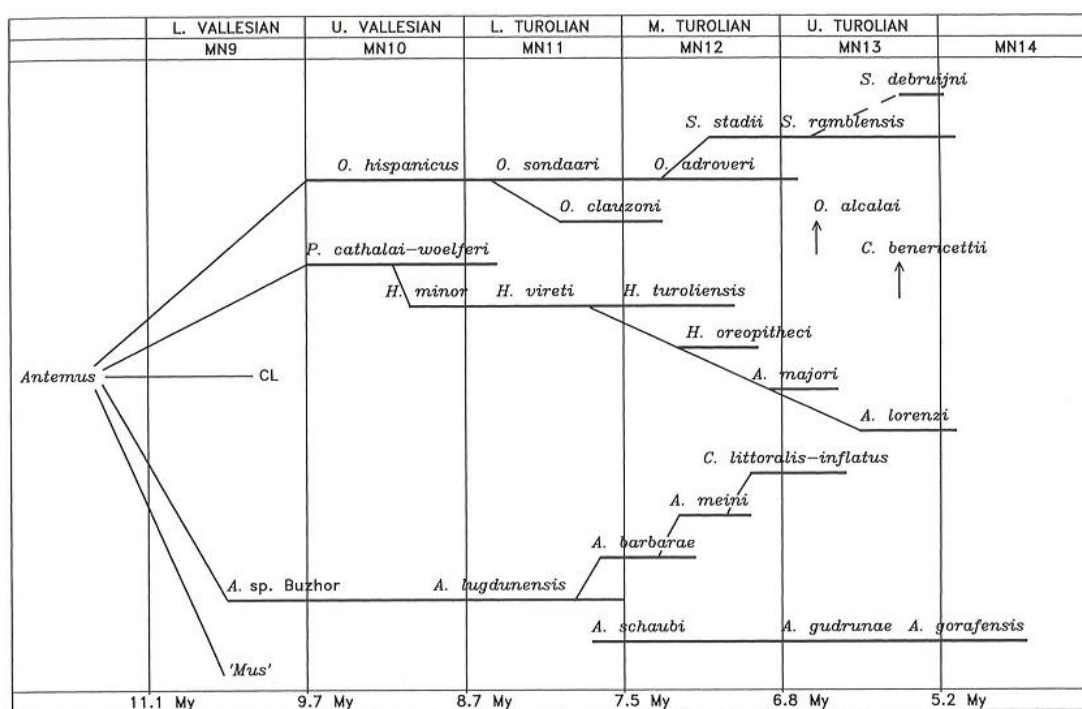 L. VALLESIAN U. VALLESIAN L. TUROLIAN M. TUROLIAN U. TUROLIAN
MN9 MN10 MN11 MN12 MN13 MN14
S. debruijni
S. stadii S. ramblensis
O. hispanicus O. sondaari O. adroveri
O. clauzoni O. alcalai
P. cathalai-woelferi C. benericettii
H. minor H. vireti H. turoliensis
H. oreopitheci
Antemus CL A. majori
A. lorenzi
C. littoralis-inflatus
A. meini
A. barbarae
A. sp. Buzhor A. lugdunensis
A. schaubi A. gudrunae A. gorafensis
'Mus'
11.1 My 9.7 My 8.7 My 7.5 My 6.8 My 5.2 My